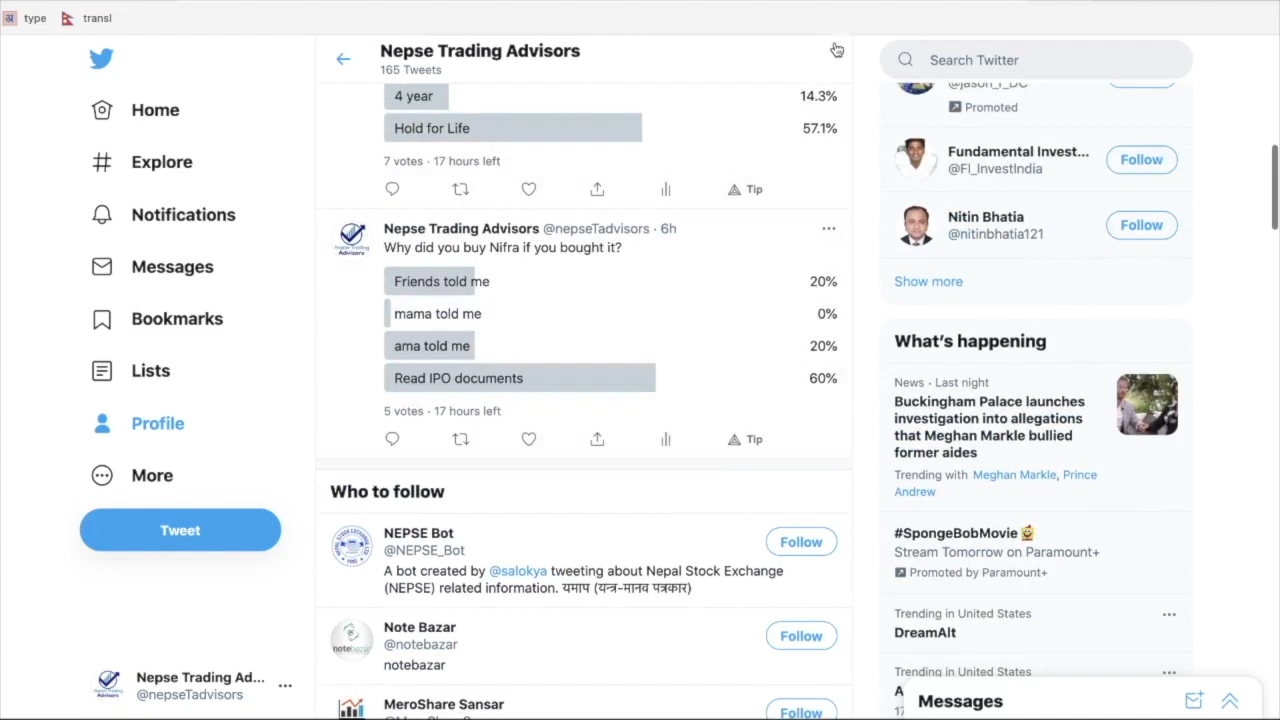 type
transl
Home
Explore
Notifications
Messages
Bookmarks
Lists
Profile
More
Tweet
Nepse Trading Ad...
@nepseTadvisors
Nepse Trading Advisors
165 Tweets
4 year 14.3%
Hold for Life 57.1%
7 votes · 17 hours left
Tip
Nepse Trading Advisors @nepseTadvisors · 6h
Why did you buy Nifra if you bought it?
Friends told me 20%
mama told me 0%
ama told me 20%
Read IPO documents 60%
5 votes · 17 hours left
Tip
Who to follow
NEPSE Bot
@NEPSE_Bot
Follow
A bot created by @salokya tweeting about Nepal Stock Exchange
(NEPSE) related information. यमाप (यन्त्र-मानव पत्रकार)
Note Bazar
@notebazar
Follow
notebazar
MeroShare Sansar
Follow
Search Twitter
Promoted
Fundamental Invest...
@FI_InvestIndia
Follow
Nitin Bhatia
@nitinbhatia121
Follow
Show more
What's happening
News · Last night
Buckingham Palace launches
investigation into allegations
that Meghan Markle bullied
former aides
Trending with Meghan Markle, Prince
Andrew
#SpongeBobMovie
Stream Tomorrow on Paramount+
Promoted by Paramount+
Trending in United States
DreamAlt
Trending in United States
Messages